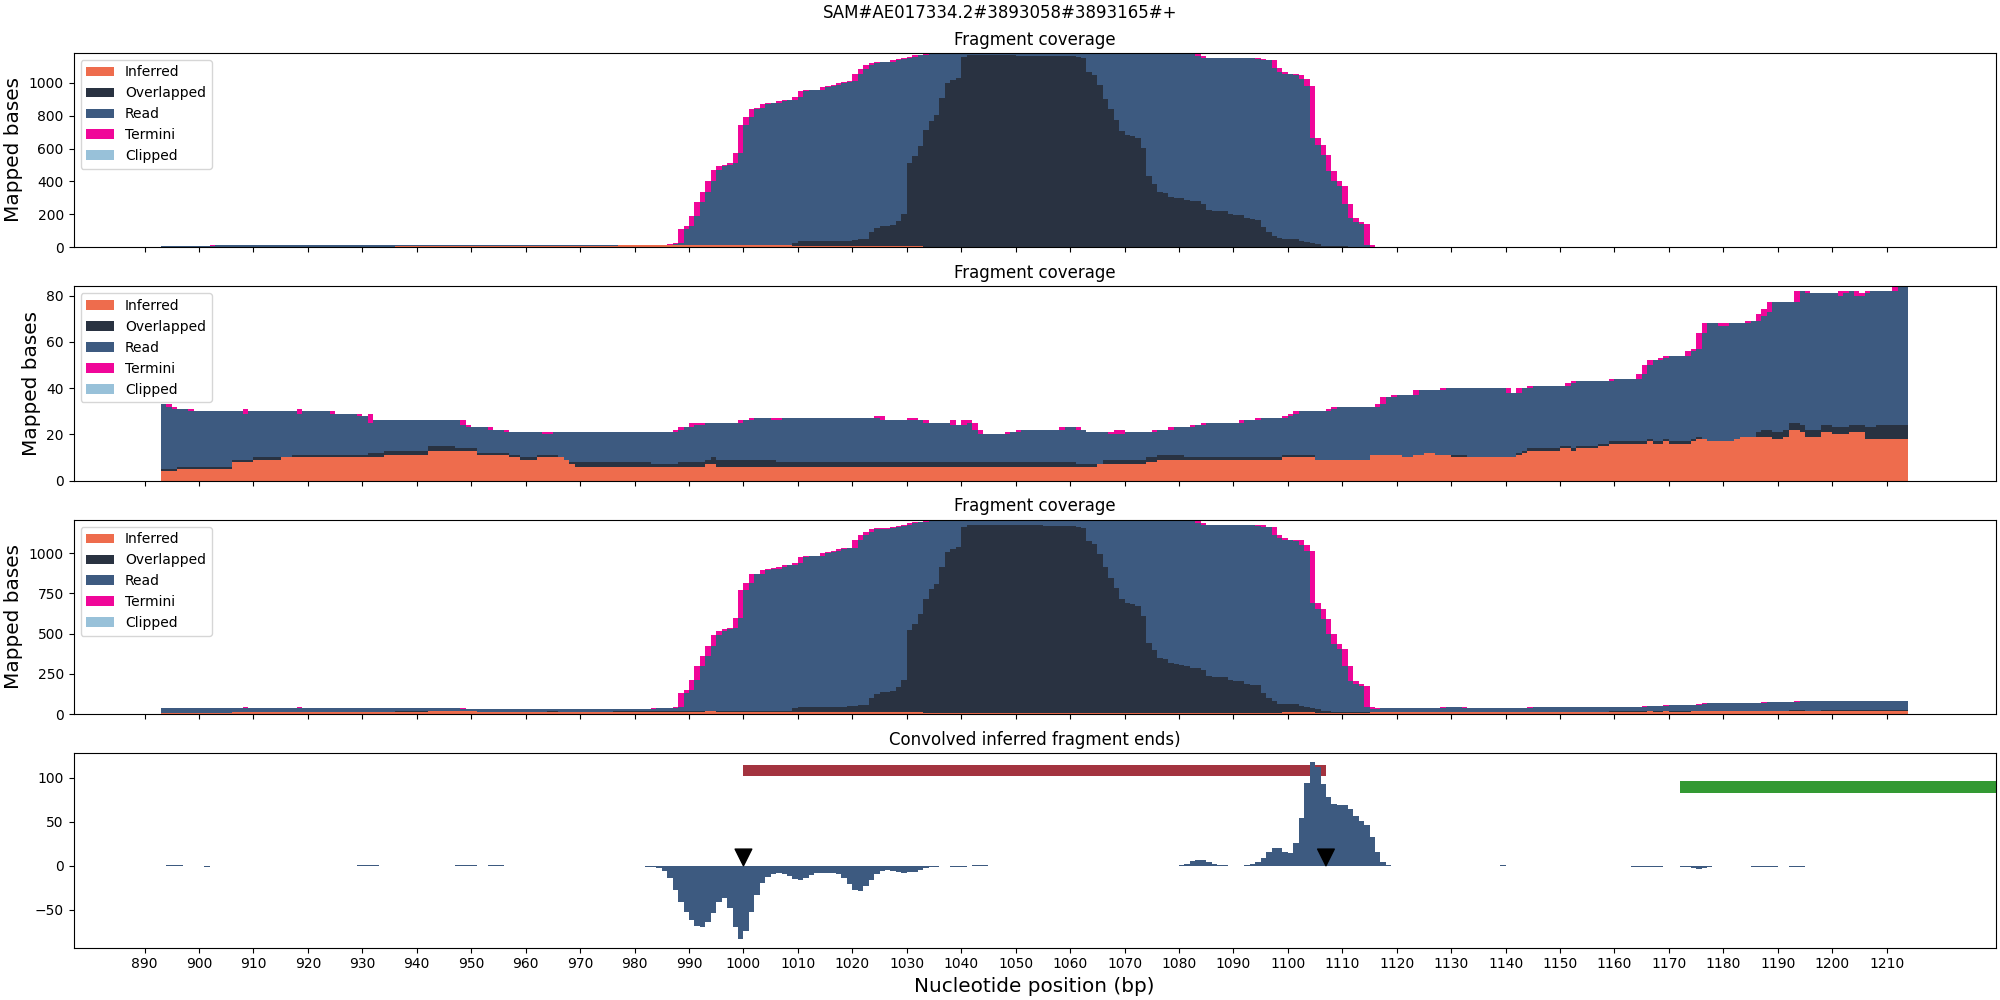 SAM#AE017334.2#3893058#3893165#+
Fragment coverage
Mapped bases
1000
800
600
400
200
0
Inferred
Overlapped
Read
Termini
Clipped
Fragment coverage
Mapped bases
80
60
40
20
0
Inferred
Overlapped
Read
Termini
Clipped
Fragment coverage
Mapped bases
1000
750
500
250
0
Inferred
Overlapped
Read
Termini
Clipped
Convolved inferred fragment ends)
100
50
0
−50
890 900 910 920 930 940 950 960 970 980 990 1000 1010 1020 1030 1040 1050 1060 1070 1080 1090 1100 1110 1120 1130 1140 1150 1160 1170 1180 1190 1200 1210
Nucleotide position (bp)